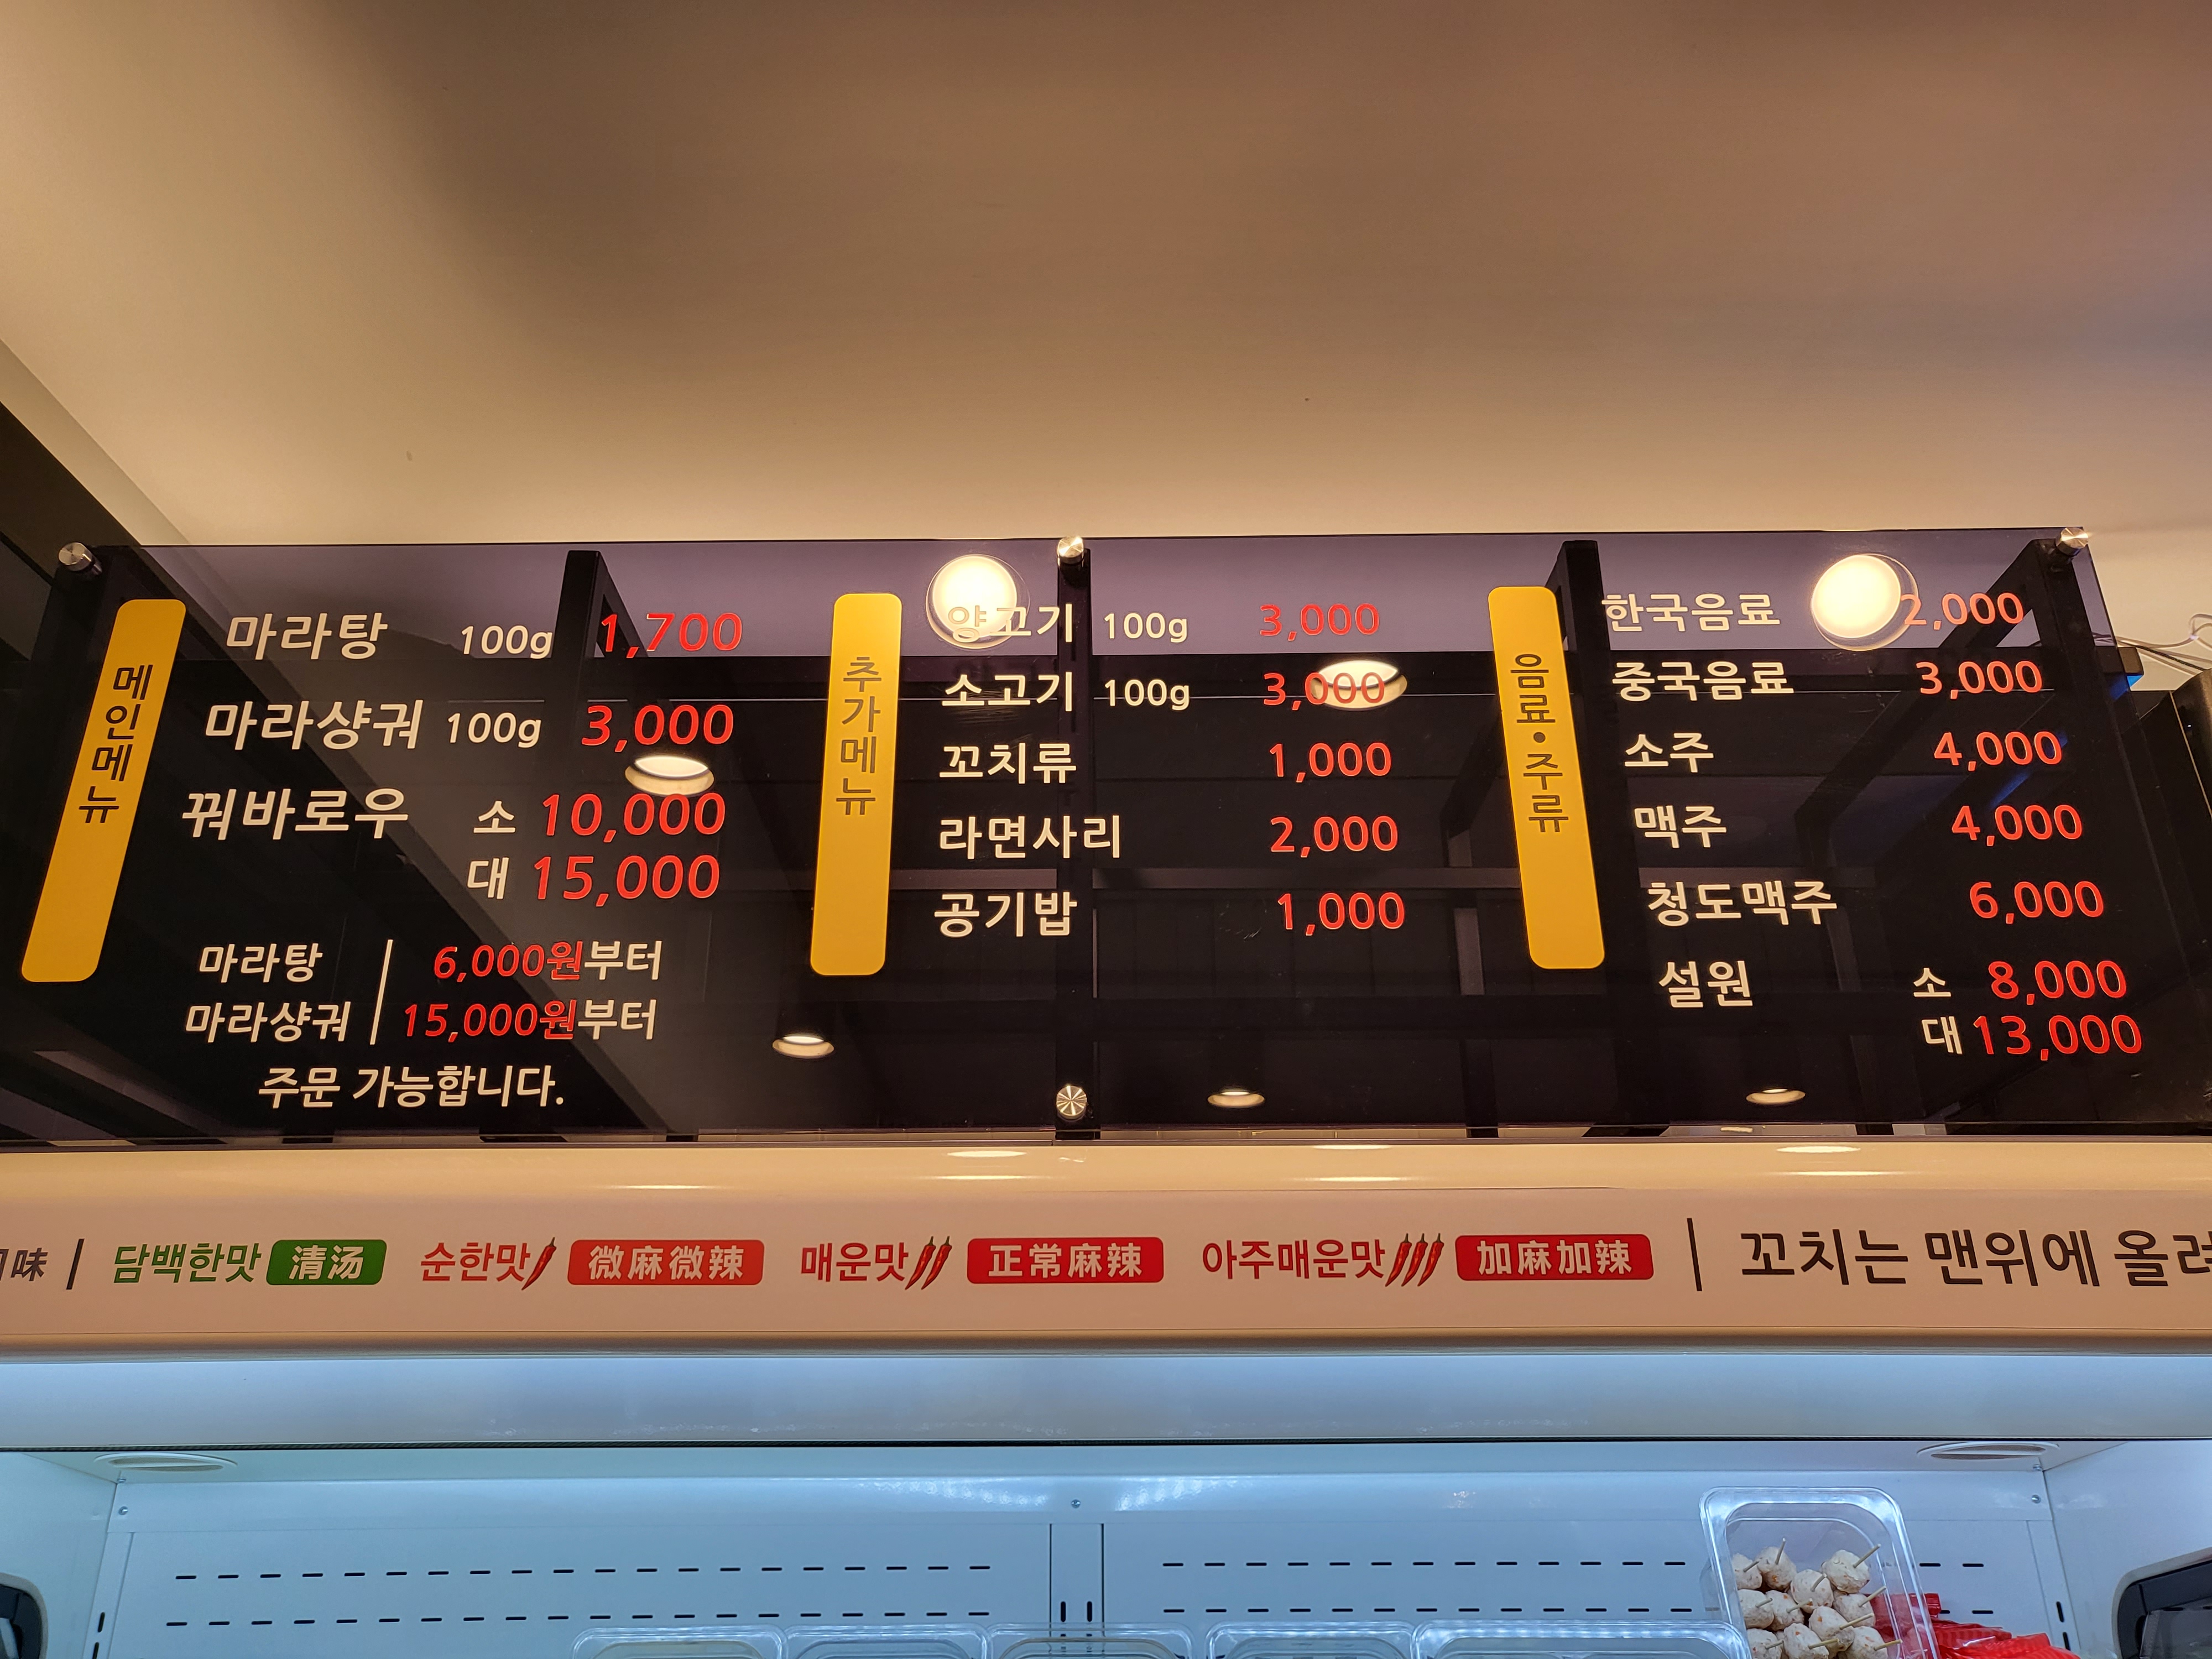 메인메뉴
마라탕 100g 1,700
마라샹궈 100g 3,000
꿔바로우 소 10,000
대 15,000
마라탕 6,000원부터
마라샹궈 15,000원부터
주문 가능합니다.
추가메뉴
양고기 100g 3,000
소고기 100g 3,000
꼬치류 1,000
라면사리 2,000
공기밥 1,000
음료•주류
한국음료 2,000
중국음료 3,000
소주 4,000
맥주 4,000
청도맥주 6,000
설원 소 8,000
대 13,000
味 | 담백한맛 清汤 순한맛 微麻微辣 매운맛 正常麻辣 아주매운맛 加麻加辣 | 꼬치는 맨위에